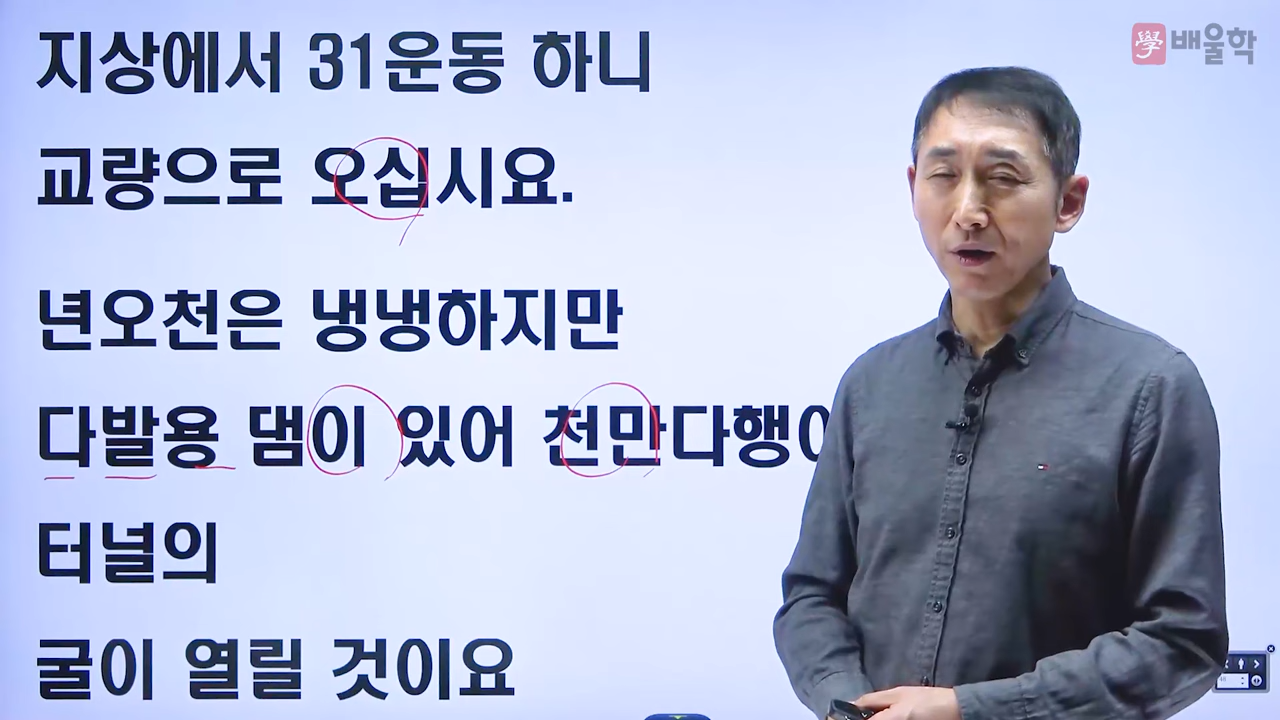 지상에서 31운동 하니
學 배울학
교량으로 오십시요.
년오천은 냉냉하지만
다발용 댐이 있어 천만다행
터널의
굴이 열릴 것이요